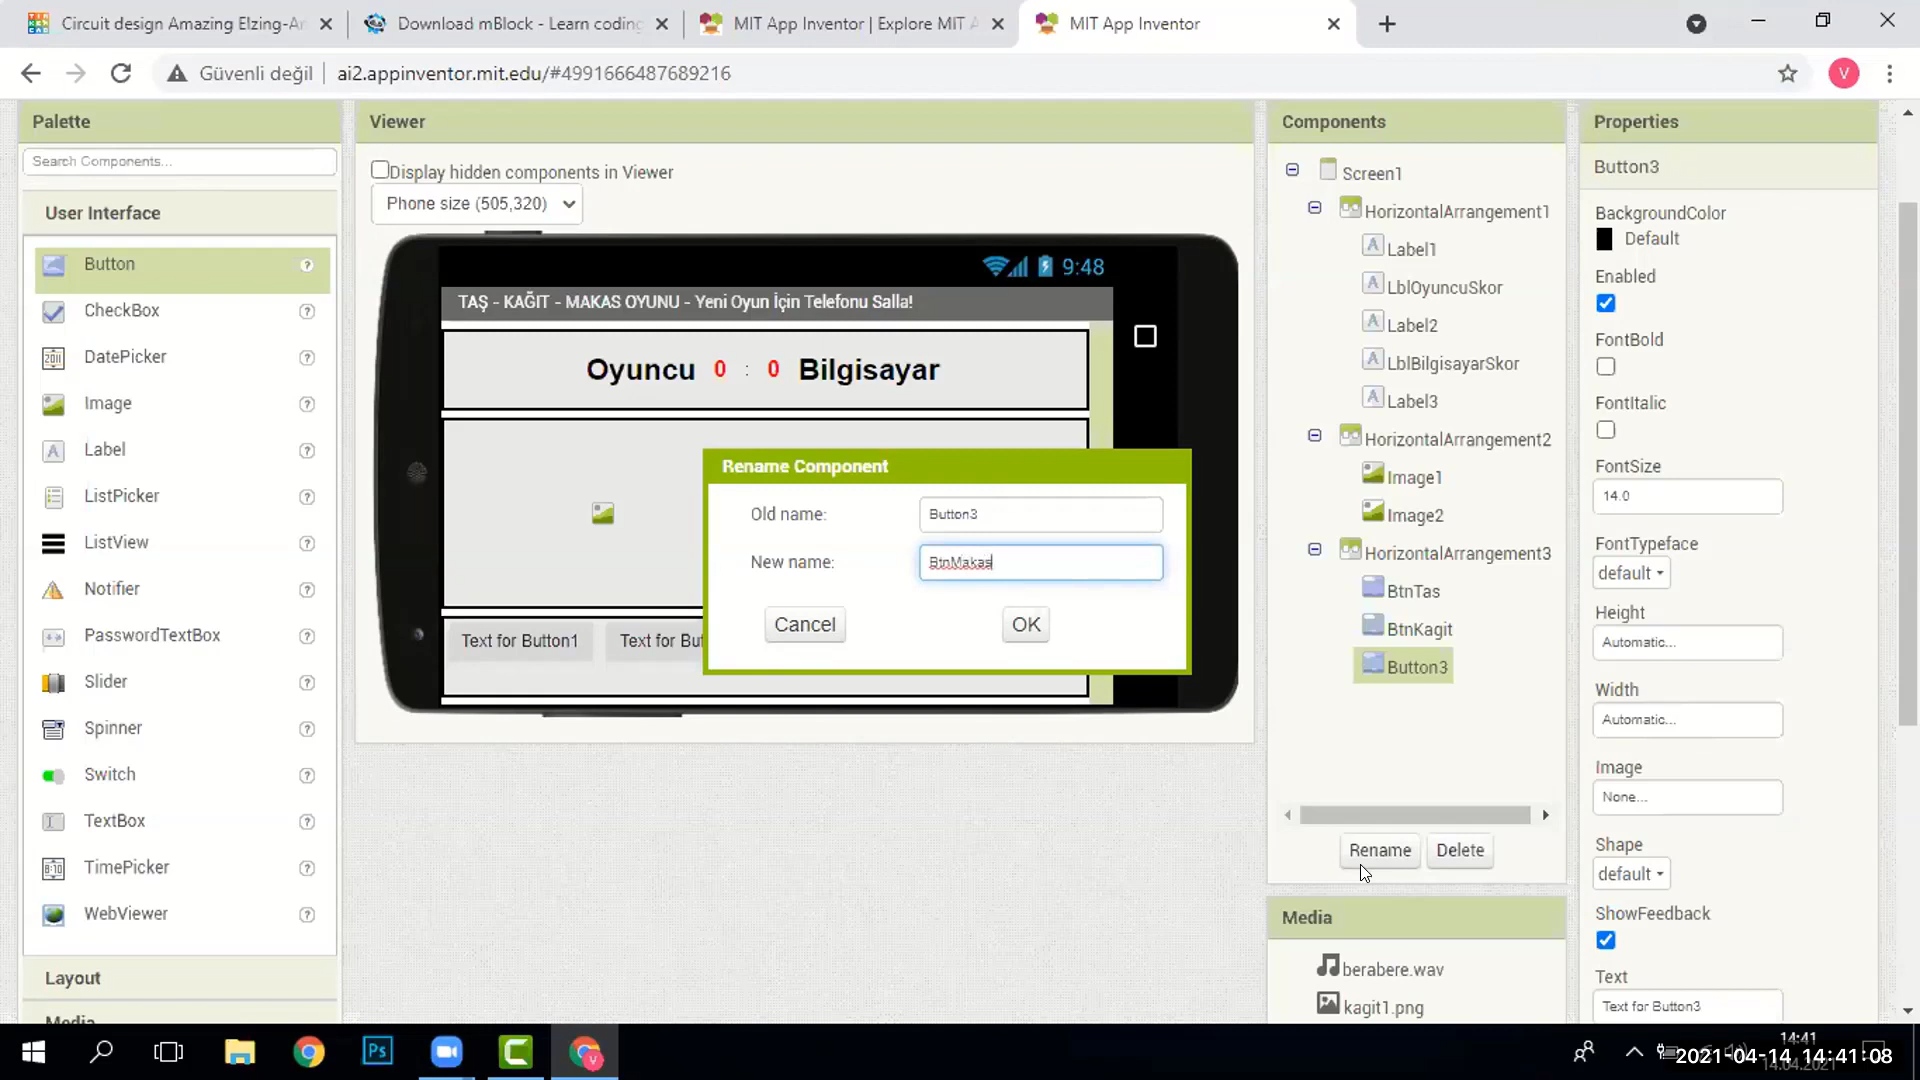 Circuit design Amazing Elzing-An
Download mBlock - Learn coding
MIT App Inventor | Explore MIT A
MIT App Inventor
Güvenli değil
ai2.appinventor.mit.edu/#4991666487689216
V
Palette
Search Components...
User Interface
Button
CheckBox
DatePicker
Image
Label
ListPicker
ListView
Notifier
PasswordTextBox
Slider
Spinner
Switch
TextBox
TimePicker
WebViewer
Layout
Media
Viewer
Display hidden components in Viewer
Phone size (505,320)
9:48
TAŞ - KAĞIT - MAKAS OYUNU - Yeni Oyun İçin Telefonu Salla!
Oyuncu 0 : 0 Bilgisayar
Text for Button1
Text for Bu
Rename Component
Old name: Button3
New name: BtnMakas
Cancel
OK
Components
Screen1
HorizontalArrangement1
Label1
LblOyuncuSkor
Label2
LblBilgisayarSkor
Label3
HorizontalArrangement2
Image1
Image2
HorizontalArrangement3
BtnTas
BtnKagit
Button3
Rename
Delete
Media
berabere.wav
kagit1.png
Properties
Button3
BackgroundColor
Default
Enabled
FontBold
FontItalic
FontSize
14.0
FontTypeface
default
Height
Automatic...
Width
Automatic...
Image
None...
Shape
default
ShowFeedback
Text
Text for Button3
14:41
14.04.2021
2021-04-14 14:41:08